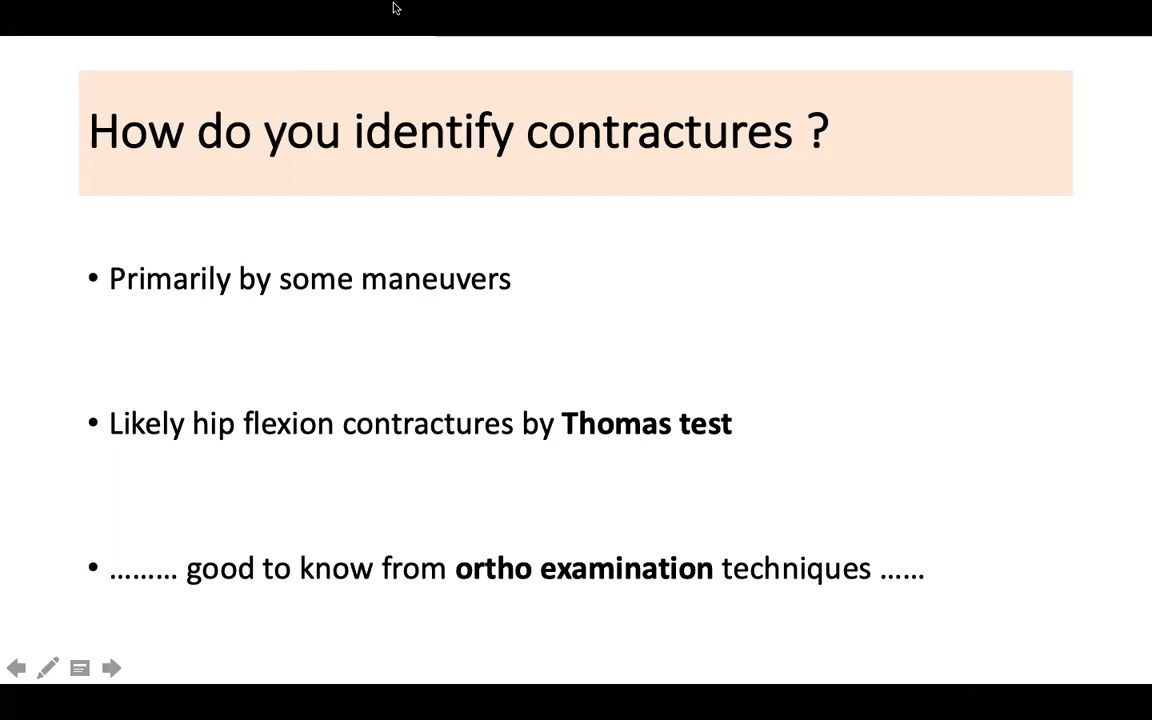 How do you identify contractures ?
• Primarily by some maneuvers
• Likely hip flexion contractures by Thomas test
• ......... good to know from ortho examination techniques ......